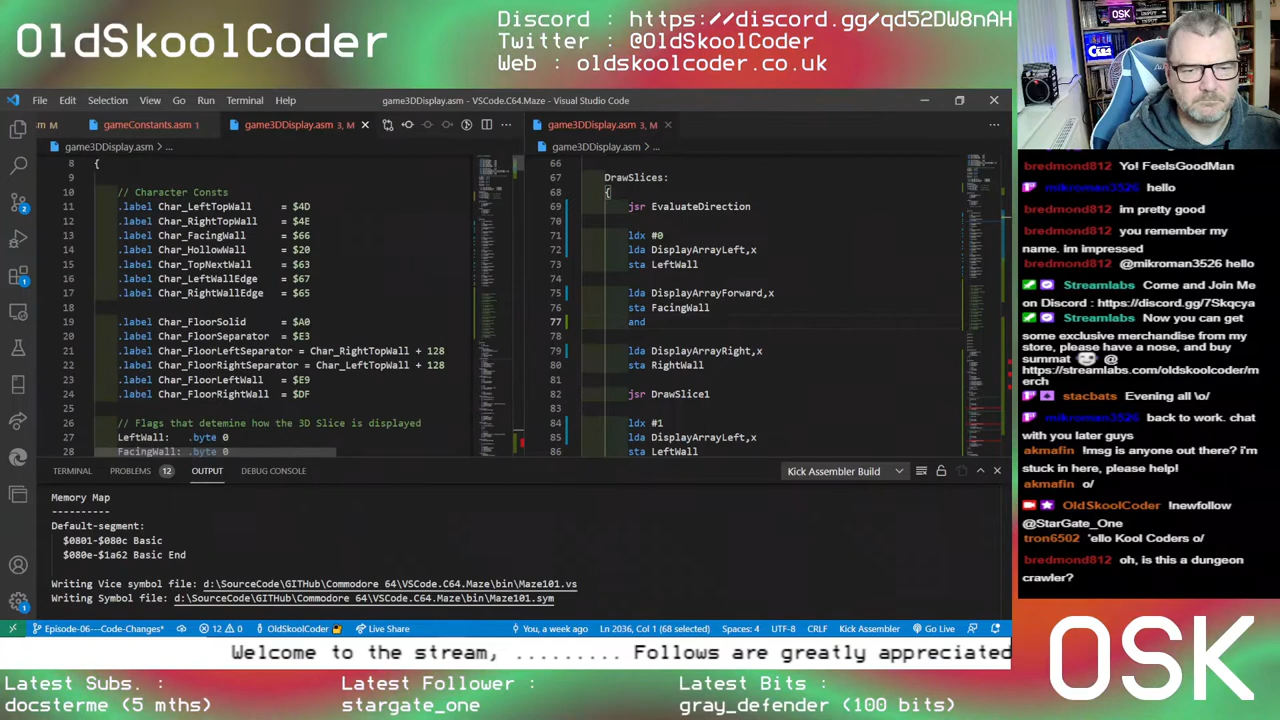 OldSkoolCoder
Discord : https://discord.gg/qd52DW8nAH
Twitter : @OldSkoolCoder
Web : oldskoolcoder.co.uk
OSK
File Edit Selection View Go Run Terminal Help
game3DDisplay.asm - VSCode.C64.Maze - Visual Studio Code
sm M
gameConstants.asm 1
game3DDisplay.asm 3, M
game3DDisplay.asm 3, M
game3DDisplay.asm > ...
game3DDisplay.asm > ...
8 {
9
10 // Character Consts
11 .label Char_LeftTopWall = $4D
12 .label Char_RightTopWall = $4E
13 .label Char_FacingWall = $66
14 .label Char_FollowWall = $20
15 .label Char_TopNextWall = $63
16 .label Char_LeftWallEdge = $67
17 .label Char_RightWallEdge = $65
18
19 .label Char_FloorSolid = $A0
20 .label Char_FloorSeparator = $E3
21 .label Char_FloorleftSepanrtor = Char_RightTopWall + 128
22 .label Char_FloorRightSeparator = Char_LeftTopWall + 128
23 .label Char_FloorLeftWall = $E9
24 .label Char_FloorRightWall = $DF
25
26 // Flags that detemine how the 3D Slice is displayed
27 LeftWall: .byte 0
28 FacingWall: .byte 0
66
67 DrawSlices:
68 {
69 jsr EvaluateDirection
70
71 ldx #0
72 lda DisplayArrayLeft,x
73 sta LeftWall
74
75 lda DisplayArrayForward,x
76 sta FacingWall
77 and
78
79 lda DisplayArrayRight,x
80 sta RightWall
81
82 jsr DrawSlice1
83
84 ldx #1
85 lda DisplayArrayLeft,x
86 sta LeftWall
TERMINAL PROBLEMS 12 OUTPUT DEBUG CONSOLE
Kick Assembler Build
Memory Map
----------
Default-segment:
$0801-$080c Basic
$080e-$1a62 Basic End
Writing Vice symbol file: d:\SourceCode\GITHub\Commodore 64\VSCode.C64.Maze\bin\Maze101.vs
Writing Symbol file: d:\SourceCode\GITHub\Commodore 64\VSCode.C64.Maze\bin\Maze101.sym
Episode-06---Code-Changes* 12 0 OldSkoolCoder Live Share You, a week ago Ln 2036, Col 1 (68 selected) Spaces: 4 UTF-8 CRLF Kick Assembler Go Live
bredmond812 Yo! FeelsGoodMan
mikroman3526 hello
bredmond812 im pretty good
bredmond812 you remember my
name. im impressed
bredmond812 @mikroman3526 hello
Streamlabs Come and Join Me
on Discord : https://discord.gg/7Skqcya
Streamlabs Now you can get
some exclusive merchandise from my
store, please have a nose, and buy
summat @
https://streamlabs.com/oldskoolcoder/m
erch
stacbats Evening all \o/
mikroman3526 back to work. chat
with you later guys
akmafin !msg is anyone out there? i'm
stuck in here, please help!
akmafin o/
OldSkoolCoder !newfollow
@StarGate_One
tron6502 'ello Kool Coders o/
bredmond812 oh, is this a dungeon
crawler?
Welcome to the stream, ......... Follows are greatly appreciated
Latest Subs. :
docsterme (5 mths)
Latest Follower :
stargate_one
Latest Bits :
gray_defender (100 bits)
OSK